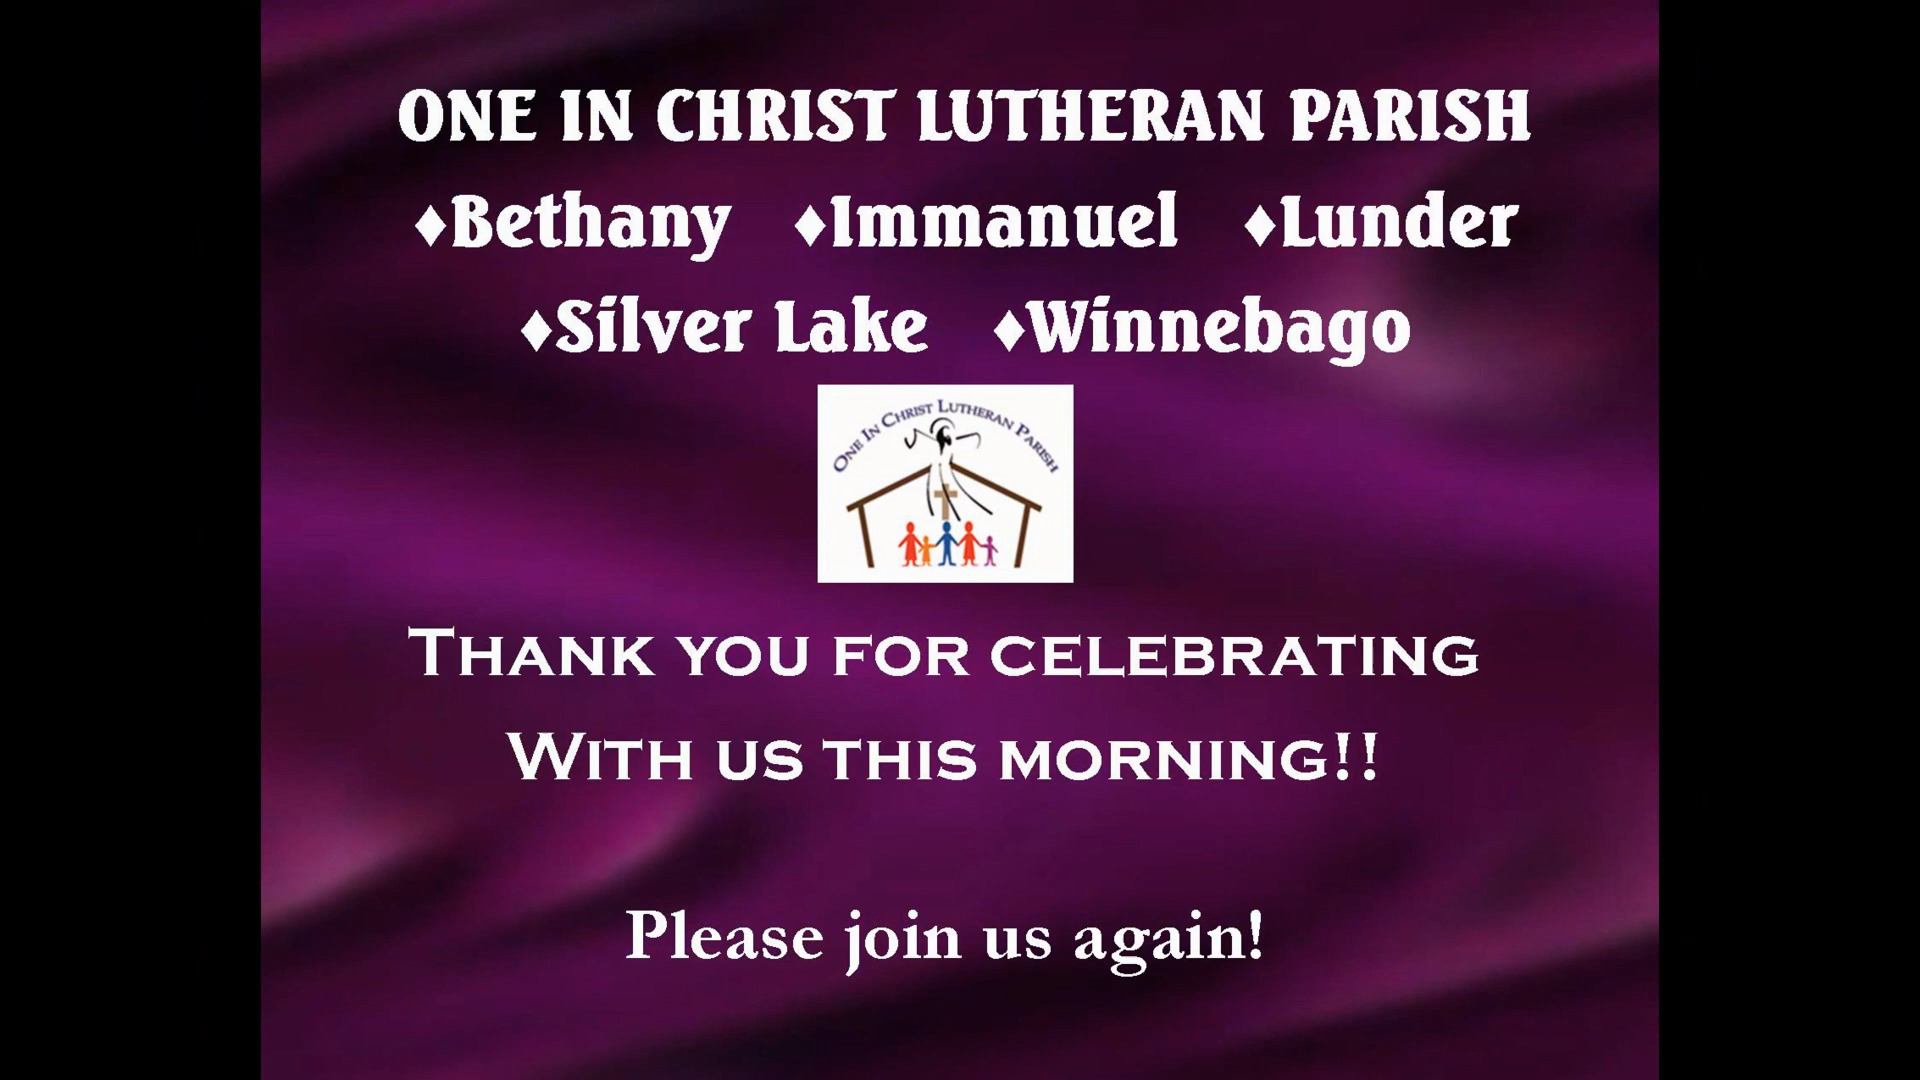 ONE IN CHRIST LUTHERAN PARISH
♦Bethany ♦Immanuel ♦Lunder
♦Silver Lake ♦Winnebago
One In Christ Lutheran Parish
Thank you for celebrating
With us this morning!!
Please join us again!